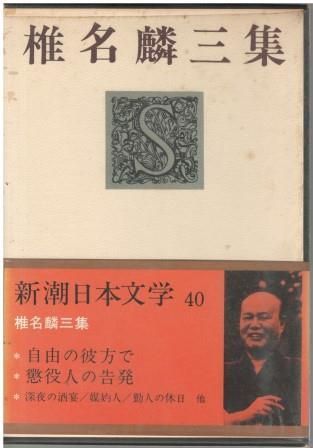 椎名麟三集
S
新潮日本文学 40
椎名麟三集
* 自由の彼方で
* 懲役人の告発
* 深夜の酒宴/媒妁人/勤人の休日 他